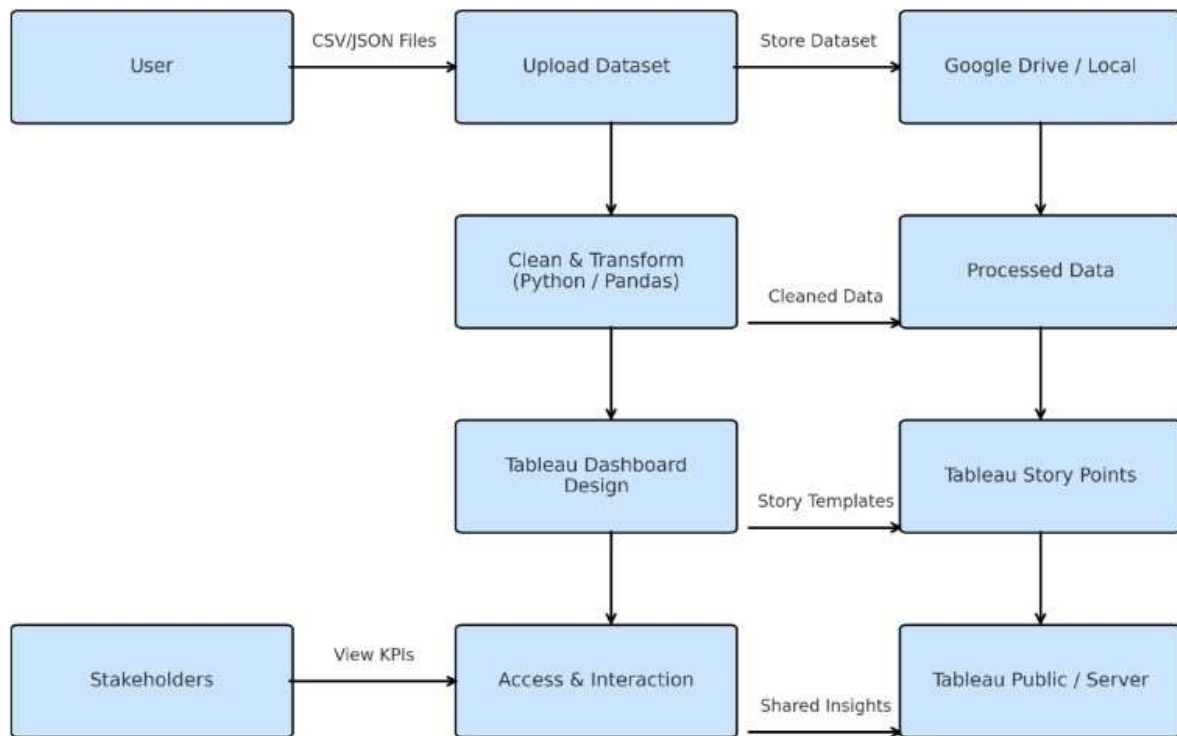 CSV/JSON Files
Store Dataset
User
Upload Dataset
Google Drive / Local
Clean & Transform
(Python / Pandas)
Processed Data
Cleaned Data
Tableau Dashboard
Design
Tableau Story Points
Story Templates
View KPIs
Stakeholders
Access & Interaction
Tableau Public / Server
Shared Insights